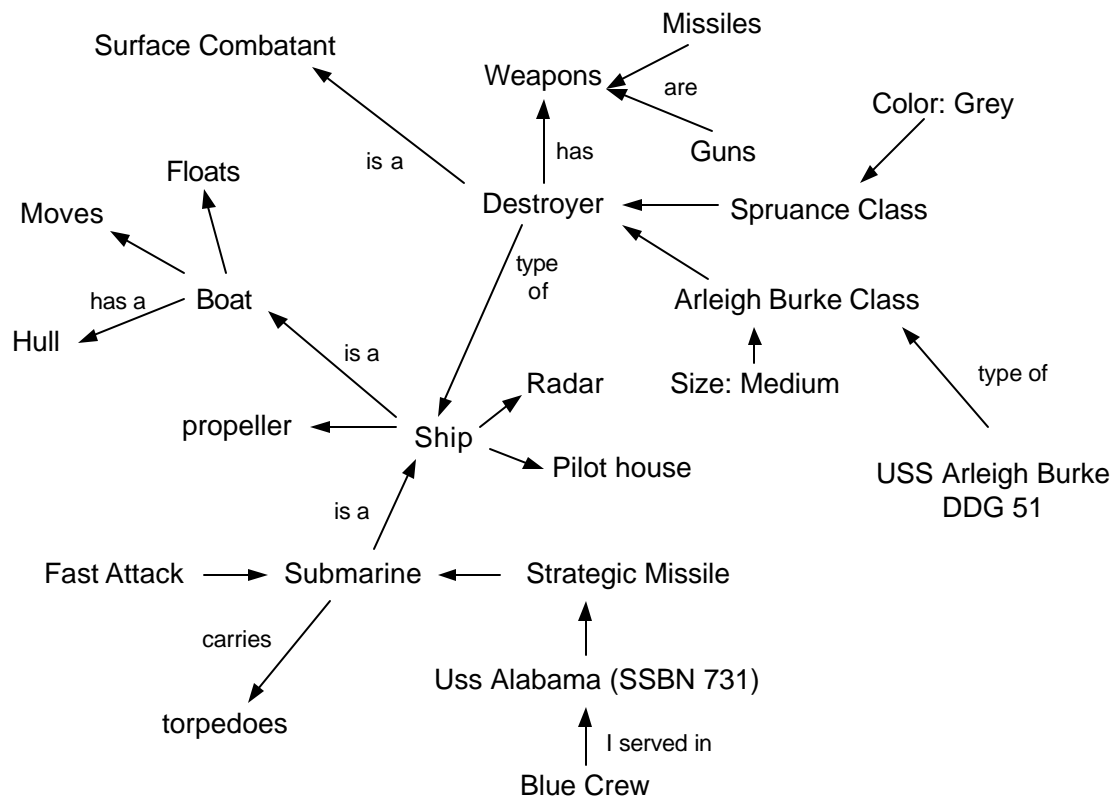 Missiles
Surface Combatant
Weapons
are
Color: Grey
has
Guns
is a
Floats
Destroyer
Spruance Class
Moves
type
of
has a
Boat
Arleigh Burke Class
Hull
is a
type of
Radar
Size: Medium
propeller
Ship
Pilot house
USS Arleigh Burke
DDG 51
is a
Fast Attack
Submarine
Strategic Missile
carries
Uss Alabama (SSBN 731)
torpedoes
I served in
Blue Crew